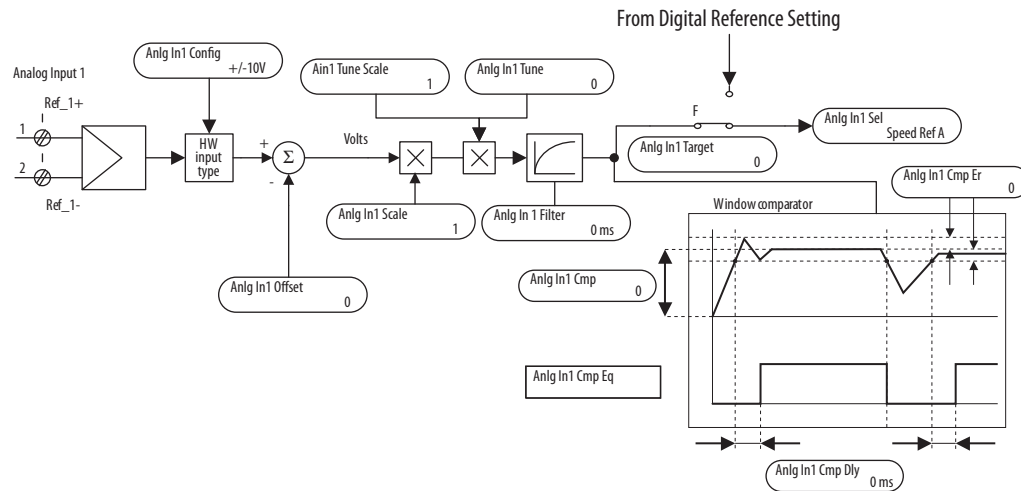 From Digital Reference Setting
Analog Input 1
Ref_1+
1
2
Ref_1-
Anlg In1 Config
+/-10V
HW
input
type
+
-
Σ
Anlg In1 Offset
0
Volts
Ain1 Tune Scale
1
Anlg In1 Tune
0
Anlg In1 Scale
1
Anlg In 1 Filter
0 ms
F
Anlg In1 Target
0
Anlg In1 Sel
Speed Ref A
Anlg In1 Cmp Er
0
Window comparator
Anlg In1 Cmp
0
Anlg In1 Cmp Eq
Anlg In1 Cmp Dly
0 ms